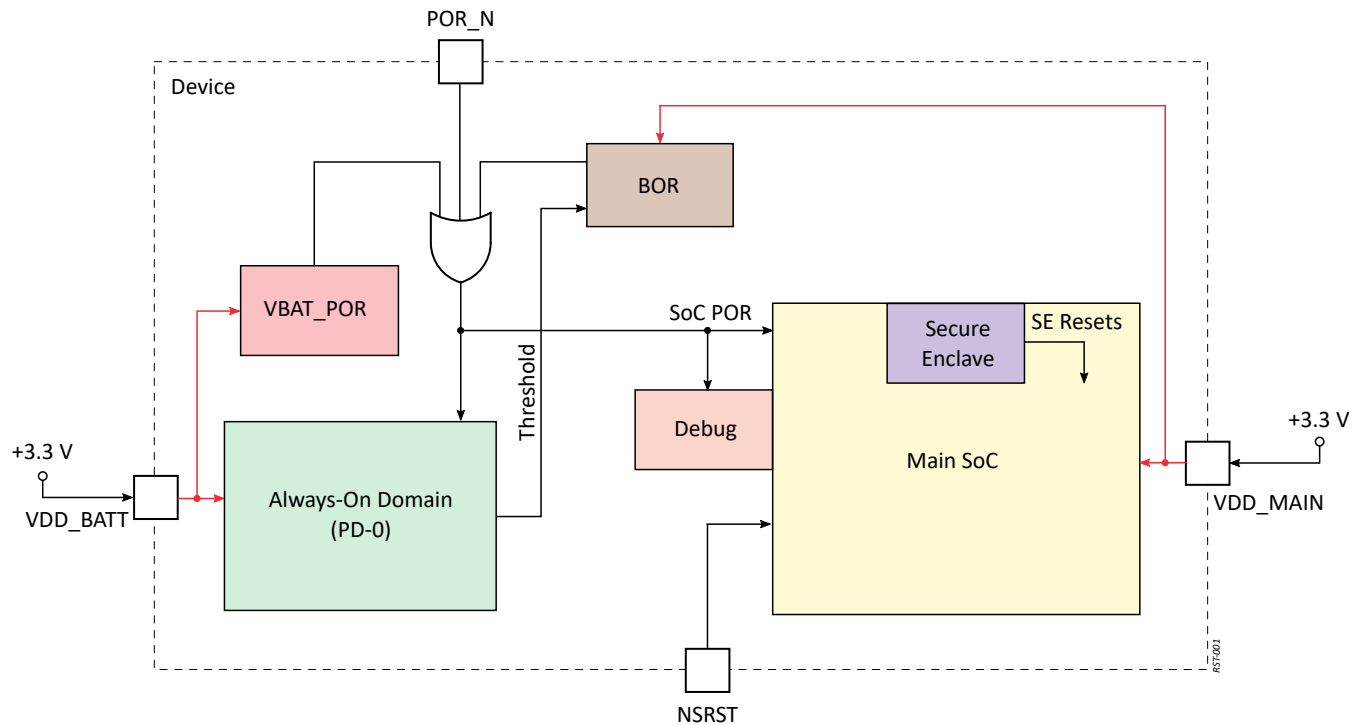 POR_N
Device
BOR
VBAT_POR
SoC POR
Secure
Enclave
SE Resets
Threshold
Debug
+3.3 V
+3.3 V
Main SoC
Always-On Domain
(PD-0)
VDD_BATT
VDD_MAIN
RST-001
NSRST